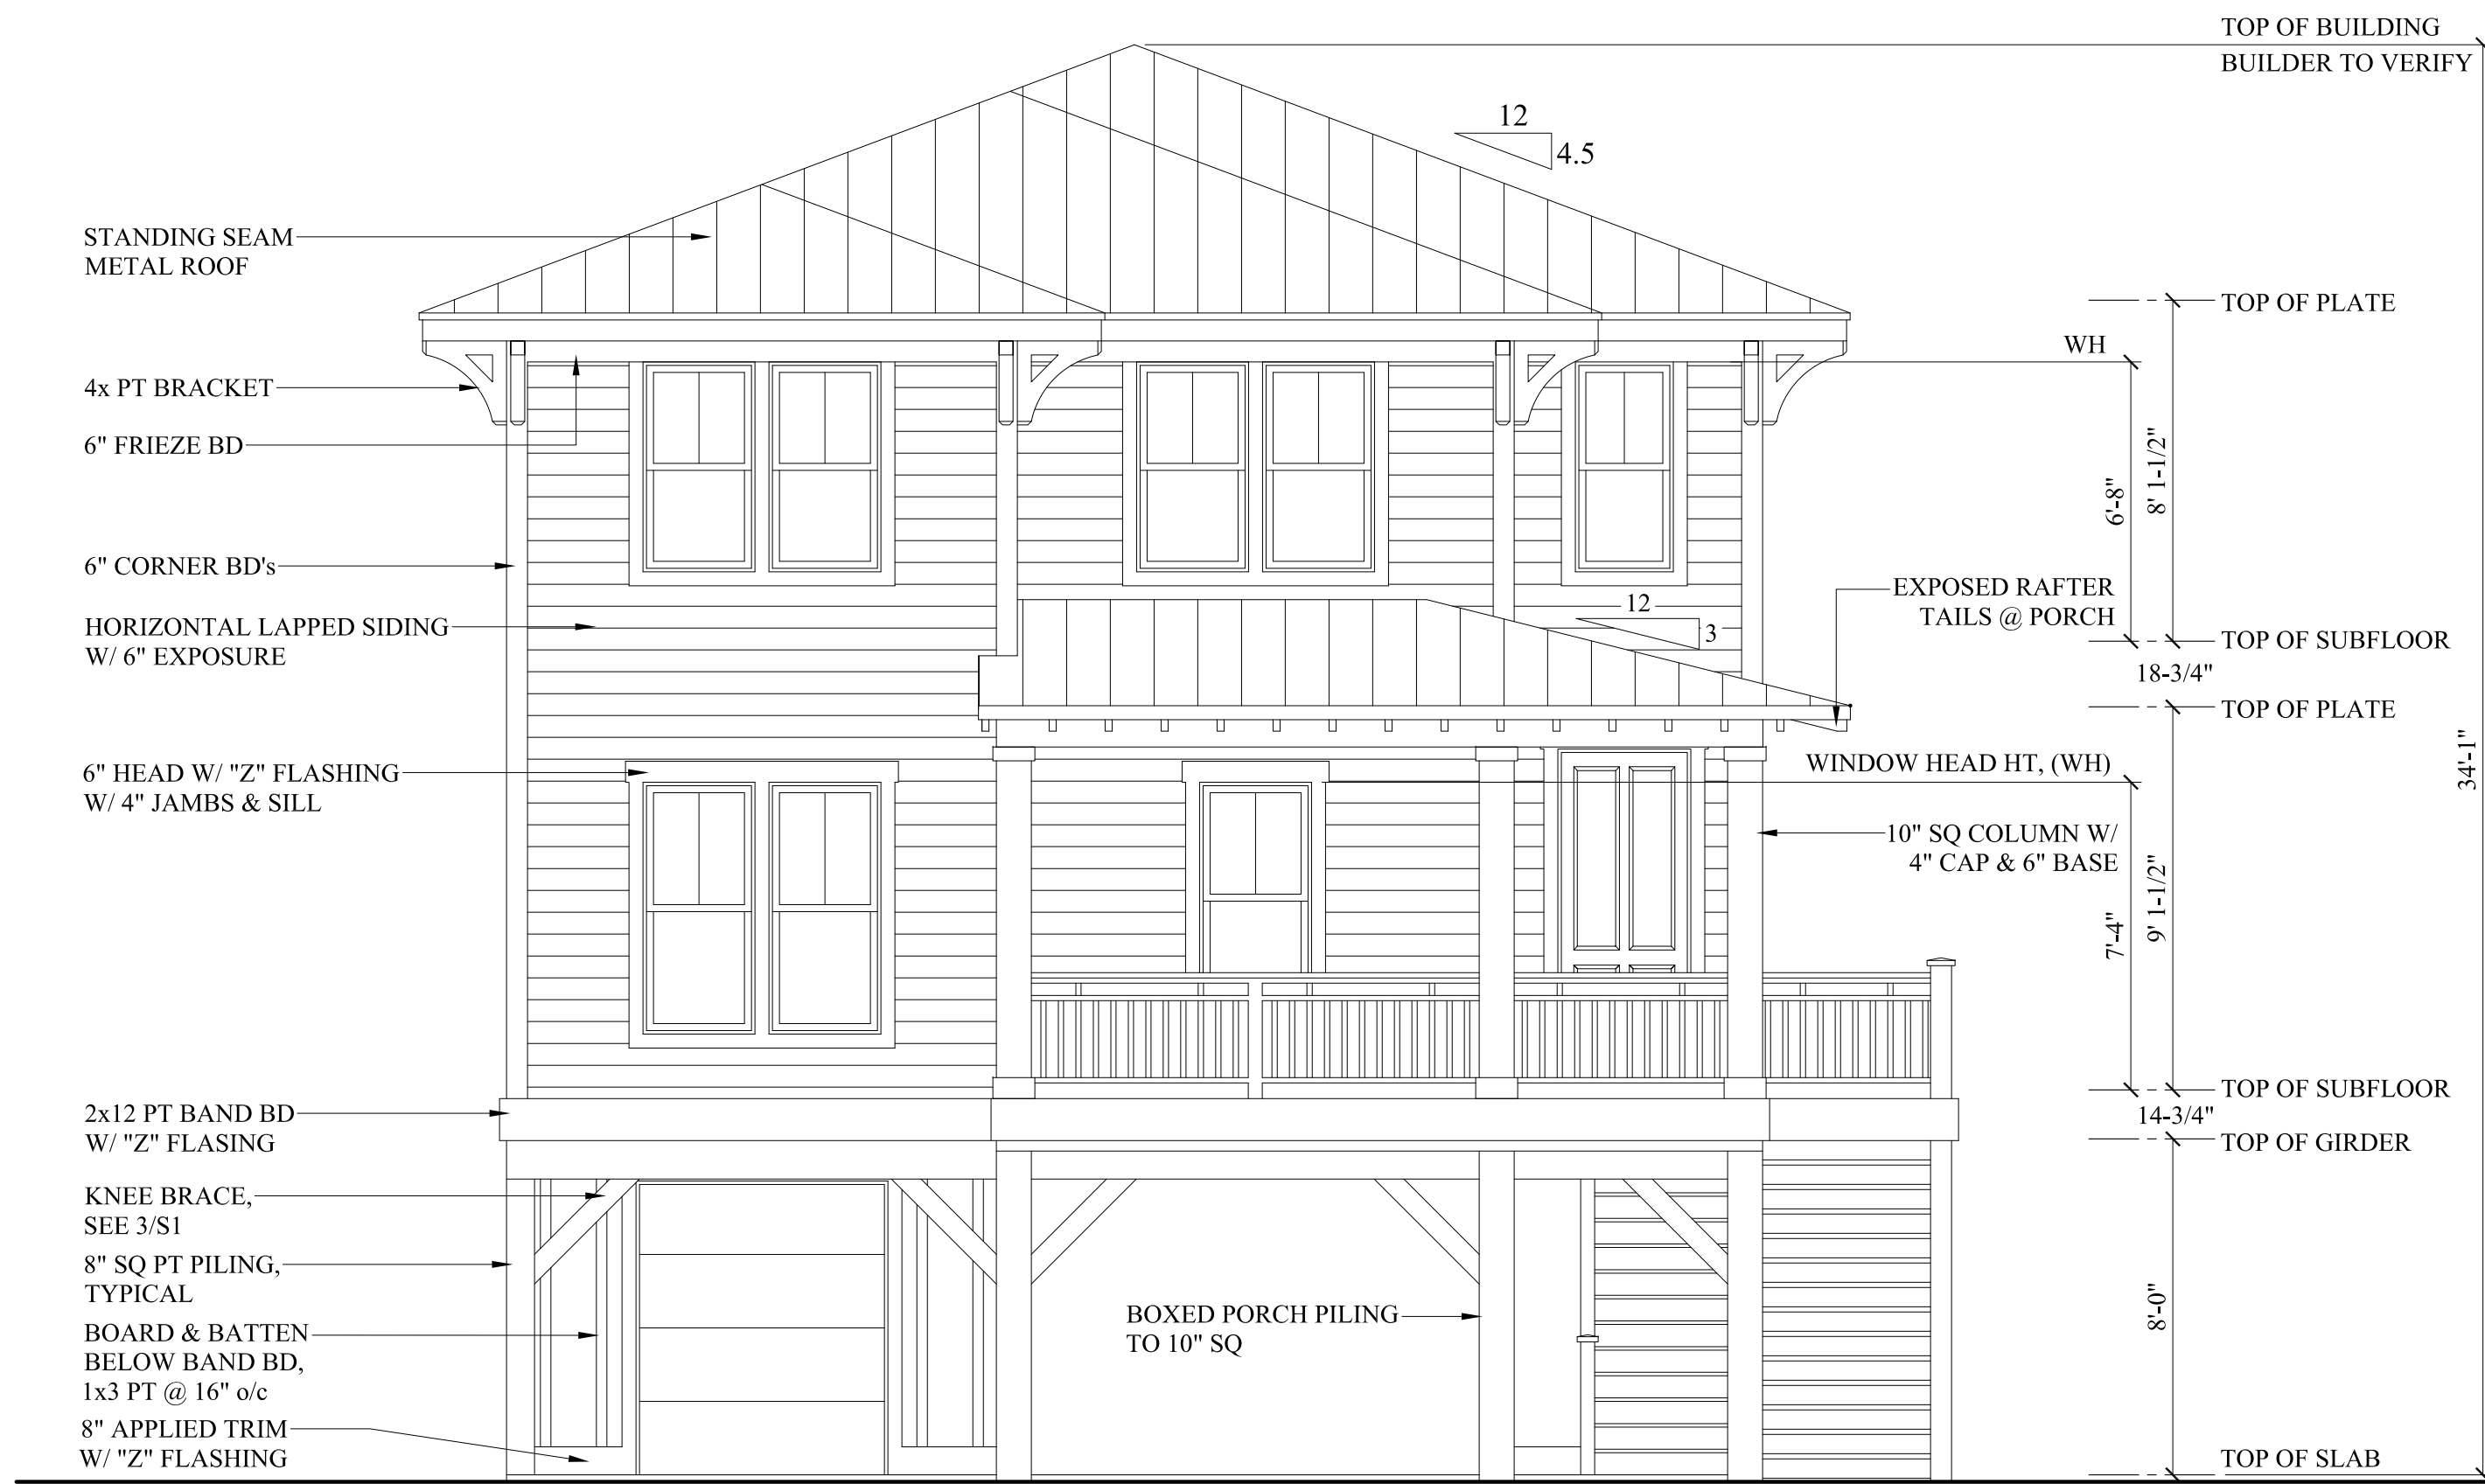 TOP OF BUILDING
BUILDER TO VERIFY
12
4.5
STANDING SEAM
METAL ROOF
TOP OF PLATE
WH
4x PT BRACKET
6" FRIEZE BD
8' 1-1/2"
6'-8"
6" CORNER BD's
EXPOSED RAFTER
TAILS @ PORCH
12
3
HORIZONTAL LAPPED SIDING
W/ 6" EXPOSURE
TOP OF SUBFLOOR
18-3/4"
TOP OF PLATE
34'-1"
6" HEAD W/ "Z" FLASHING
W/ 4" JAMBS & SILL
WINDOW HEAD HT, (WH)
10" SQ COLUMN W/
4" CAP & 6" BASE
9' 1-1/2"
7'-4"
TOP OF SUBFLOOR
14-3/4"
TOP OF GIRDER
2x12 PT BAND BD
W/ "Z" FLASING
KNEE BRACE,
SEE 3/S1
8" SQ PT PILING,
TYPICAL
BOXED PORCH PILING
TO 10" SQ
8'-0"
BOARD & BATTEN
BELOW BAND BD,
1x3 PT @ 16" o/c
8" APPLIED TRIM
W/ "Z" FLASHING
TOP OF SLAB